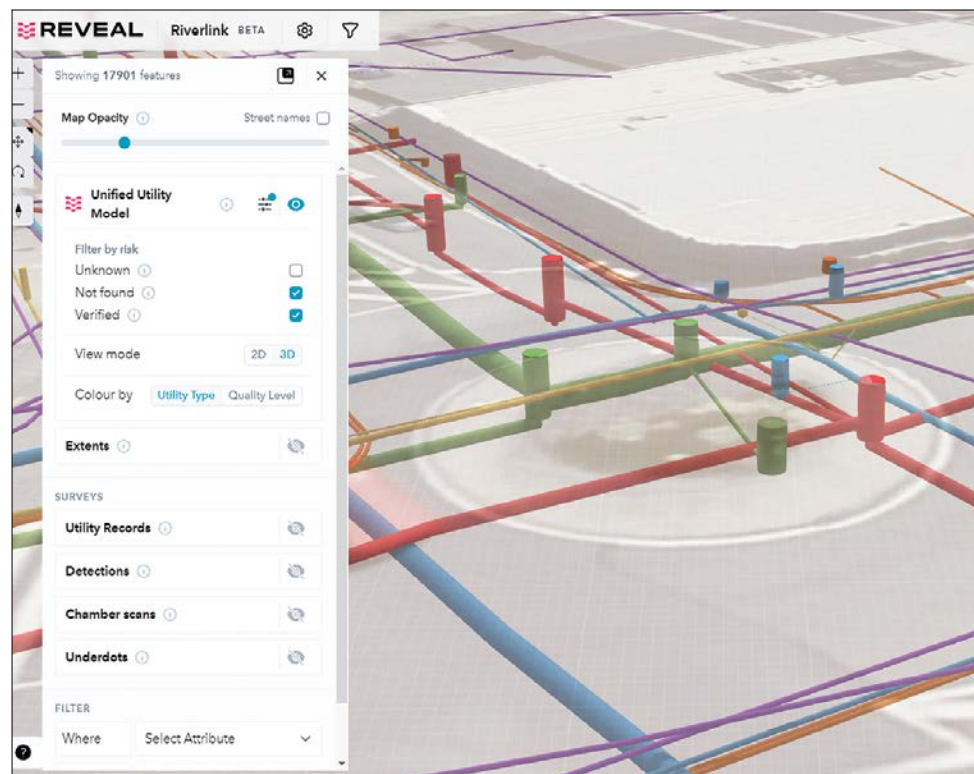 REVEAL Riverlink BETA
Showing 17901 features
Map Opacity Street names
Unified Utility
Model
Filter by risk
Unknown
Not found
Verified
View mode 2D 3D
Colour by Utility Type Quality Level
Extents
SURVEYS
Utility Records
Detections
Chamber scans
Underdots
FILTER
Where Select Attribute